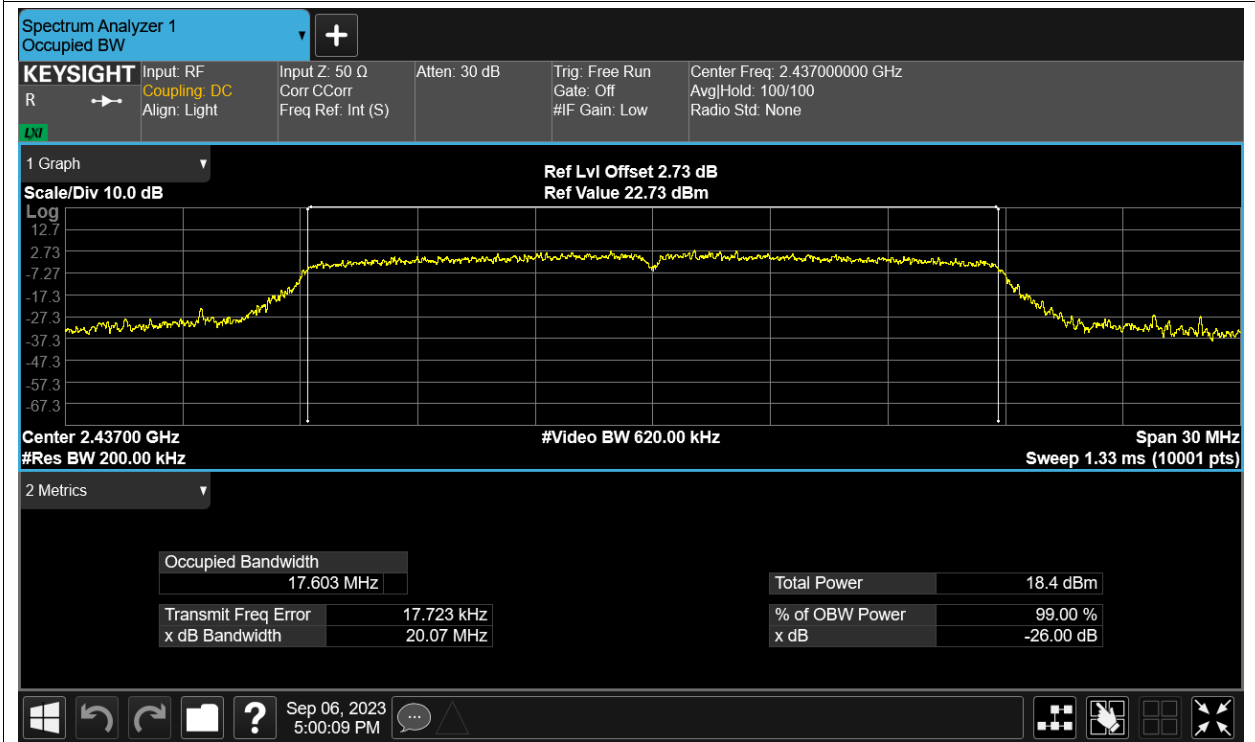 Spectrum Analyzer 1
Occupied BW
KEYSIGHT
R
LXI
Input: RF
Coupling: DC
Align: Light
Input Z: 50 Ω
Corr CCorr
Freq Ref: Int (S)
Atten: 30 dB
Trig: Free Run
Gate: Off
#IF Gain: Low
Center Freq: 2.437000000 GHz
Avg|Hold: 100/100
Radio Std: None
1 Graph
Scale/Div 10.0 dB
Ref Lvl Offset 2.73 dB
Ref Value 22.73 dBm
Log
12.7
2.73
-7.27
-17.3
-27.3
-37.3
-47.3
-57.3
-67.3
Center 2.43700 GHz
#Video BW 620.00 kHz
Span 30 MHz
#Res BW 200.00 kHz
Sweep 1.33 ms (10001 pts)
2 Metrics
Occupied Bandwidth
17.603 MHz
Total Power 18.4 dBm
Transmit Freq Error 17.723 kHz
% of OBW Power 99.00 %
x dB Bandwidth 20.07 MHz
x dB -26.00 dB
?
Sep 06, 2023
5:00:09 PM